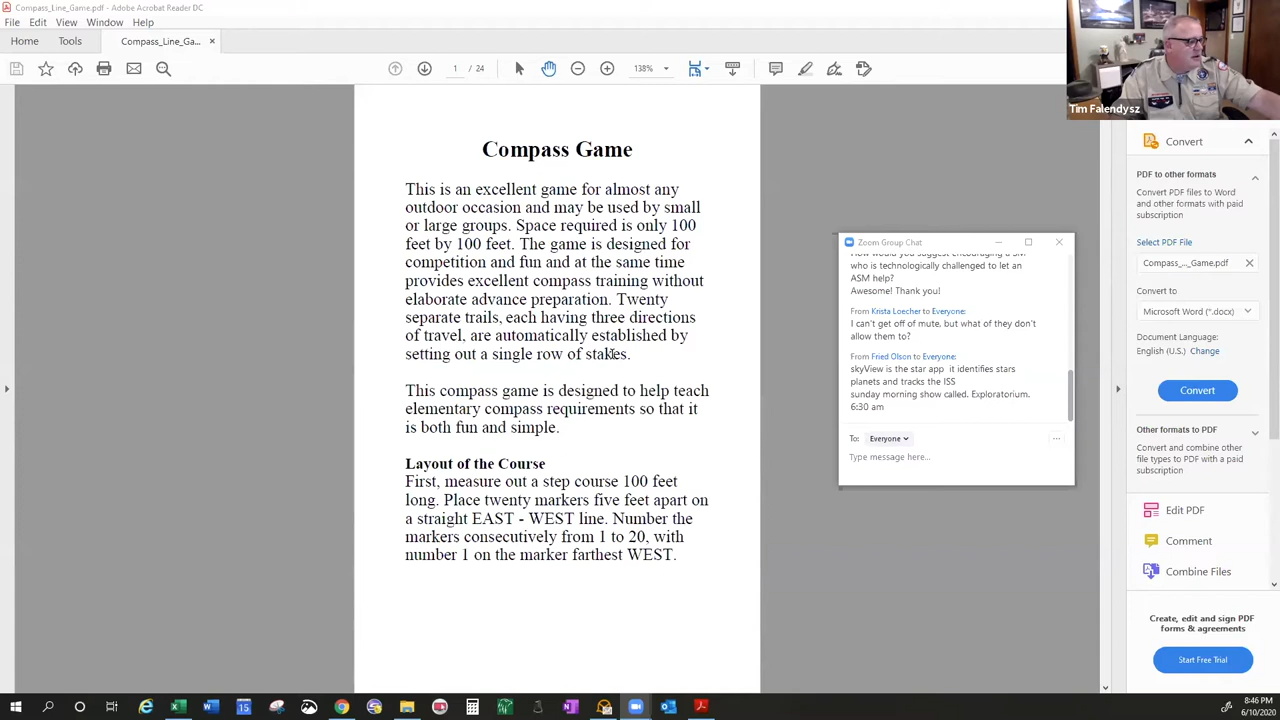 Compass_Line_Game.pdf - Adobe Acrobat Reader DC
File Edit View Window Help
Home Tools Compass_Line_Ga...
1 / 24 138%
Tim Falendysz
Compass Game
This is an excellent game for almost any
outdoor occasion and may be used by small
or large groups. Space required is only 100
feet by 100 feet. The game is designed for
competition and fun and at the same time
provides excellent compass training without
elaborate advance preparation. Twenty
separate trails, each having three directions
of travel, are automatically established by
setting out a single row of stakes.
This compass game is designed to help teach
elementary compass requirements so that it
is both fun and simple.
Layout of the Course
First, measure out a step course 100 feet
long. Place twenty markers five feet apart on
a straight EAST - WEST line. Number the
markers consecutively from 1 to 20, with
number 1 on the marker farthest WEST.
Zoom Group Chat
How would you suggest encouraging a SM
who is technologically challenged to let an
ASM help?
Awesome! Thank you!
From Krista Loecher to Everyone:
I can't get off of mute, but what of they don't
allow them to?
From Fried Olson to Everyone:
skyView is the star app it identifies stars
planets and tracks the ISS
sunday morning show called. Exploratorium.
6:30 am
To: Everyone
Type message here...
Convert
PDF to other formats
Convert PDF files to Word
and other formats with paid
subscription
Select PDF File
Compass_..._Game.pdf
Convert to
Microsoft Word (*.docx)
Document Language:
English (U.S.) Change
Convert
Other formats to PDF
Convert and combine other
file types to PDF with a paid
subscription
Edit PDF
Comment
Combine Files
Create, edit and sign PDF
forms & agreements
Start Free Trial
15
8:46 PM
6/10/2020